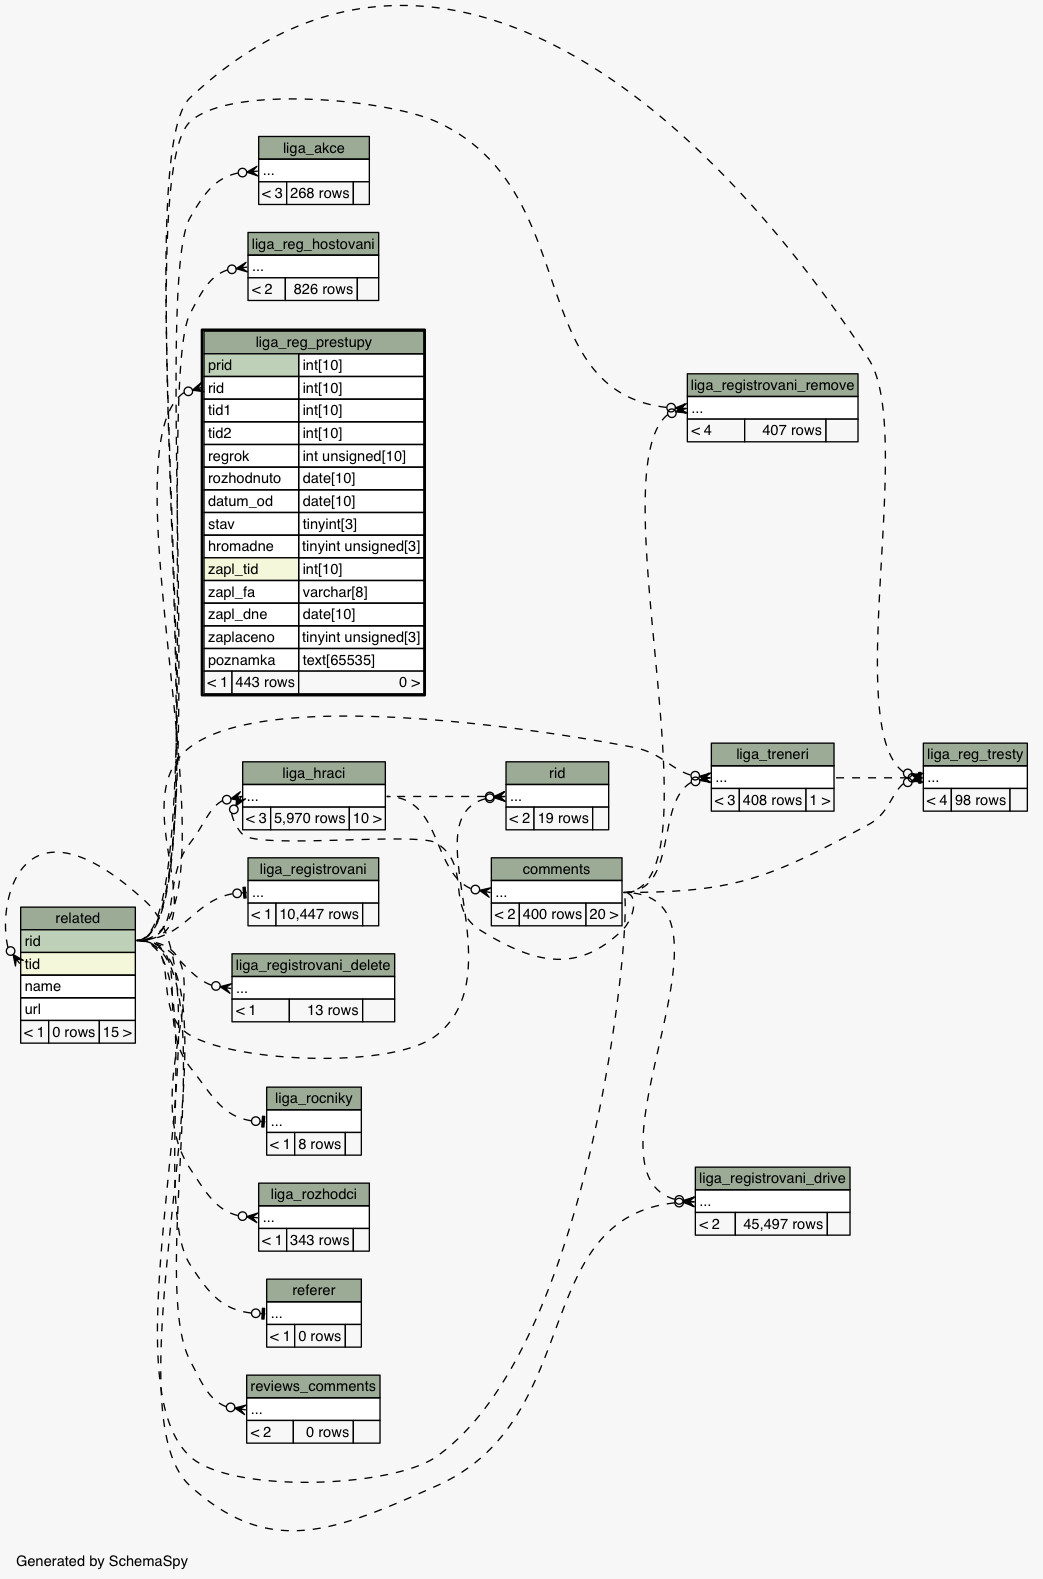 liga_akce
...
< 3 268 rows
liga_reg_hostovani
...
< 2 826 rows
liga_reg_prestupy
prid int[10]
rid int[10]
tid1 int[10]
tid2 int[10]
regrok int unsigned[10]
rozhodnuto date[10]
datum_od date[10]
stav tinyint[3]
hromadne tinyint unsigned[3]
zapl_tid int[10]
zapl_fa varchar[8]
zapl_dne date[10]
zaplaceno tinyint unsigned[3]
poznamka text[65535]
< 1 443 rows 0 >
liga_registrovani_remove
...
< 4 407 rows
liga_treneri
...
< 3 408 rows 1 >
liga_reg_tresty
...
< 4 98 rows
liga_hraci
...
< 3 5,970 rows 10 >
rid
...
< 2 19 rows
liga_registrovani
...
< 1 10,447 rows
comments
...
< 2 400 rows 20 >
related
rid
tid
name
url
< 1 0 rows 15 >
liga_registrovani_delete
...
< 1 13 rows
liga_rocniky
...
< 1 8 rows
liga_registrovani_drive
...
< 2 45,497 rows
liga_rozhodci
...
< 1 343 rows
referer
...
< 1 0 rows
reviews_comments
...
< 2 0 rows
Generated by SchemaSpy